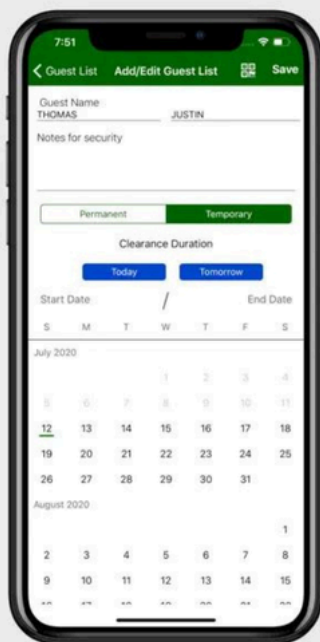 7:51
Guest List Add/Edit Guest List Save
Guest Name
THOMAS JUSTIN
Notes for security
Permanent Temporary
Clearance Duration
Today Tomorrow
Start Date / End Date
S M T W T F S
July 2020
1 2 3 4
5 6 7 8 9 10 11
12 13 14 15 16 17 18
19 20 21 22 23 24 25
26 27 28 29 30 31
August 2020
1
2 3 4 5 6 7 8
9 10 11 12 13 14 15